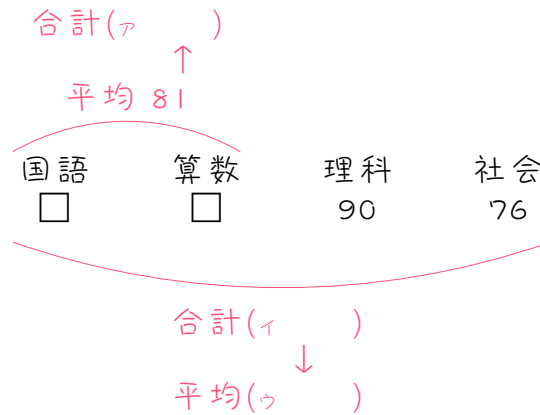 合計(ア　　)
↑
平均 81
国語　算数　理科　社会
□　□　90　76
合計(イ　　)
↓
平均(ゥ　　)